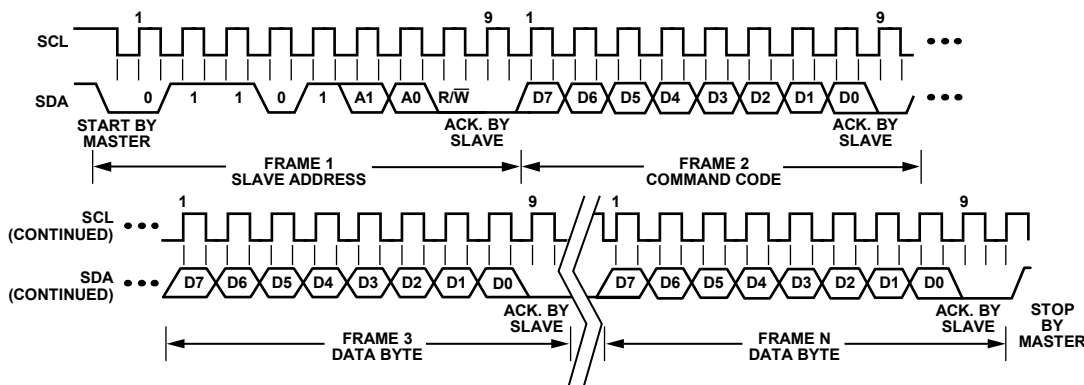 1 9 1 9
SCL
SDA 0 1 1 0 1 A1 A0 R/W̅ D7 D6 D5 D4 D3 D2 D1 D0
START BY MASTER
ACK. BY SLAVE
ACK. BY SLAVE
FRAME 1
SLAVE ADDRESS
FRAME 2
COMMAND CODE
1 9 1 9
SCL
(CONTINUED)
SDA
(CONTINUED)
D7 D6 D5 D4 D3 D2 D1 D0 D7 D6 D5 D4 D3 D2 D1 D0
ACK. BY
SLAVE
ACK. BY
SLAVE
STOP
BY
MASTER
FRAME 3
DATA BYTE
FRAME N
DATA BYTE